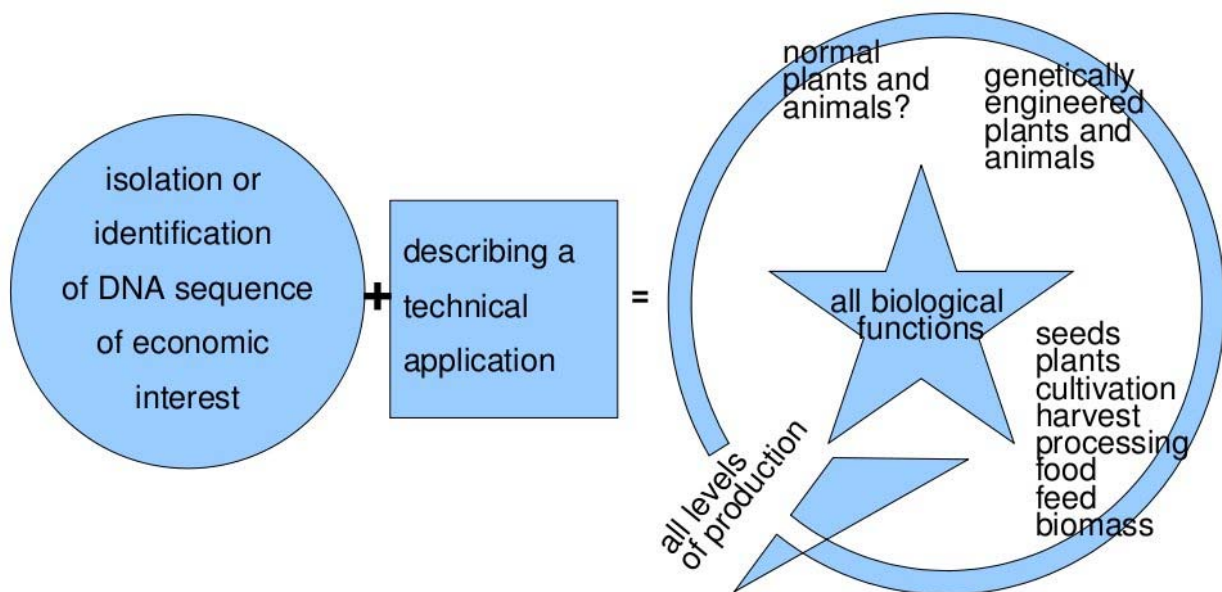 isolation or
identification
of DNA sequence
of economic
interest
+
describing a
technical
application
=
normal
plants and
animals?
genetically
engineered
plants and
animals
all biological
functions
seeds
plants
cultivation
harvest
processing
food
feed
biomass
all levels
of production